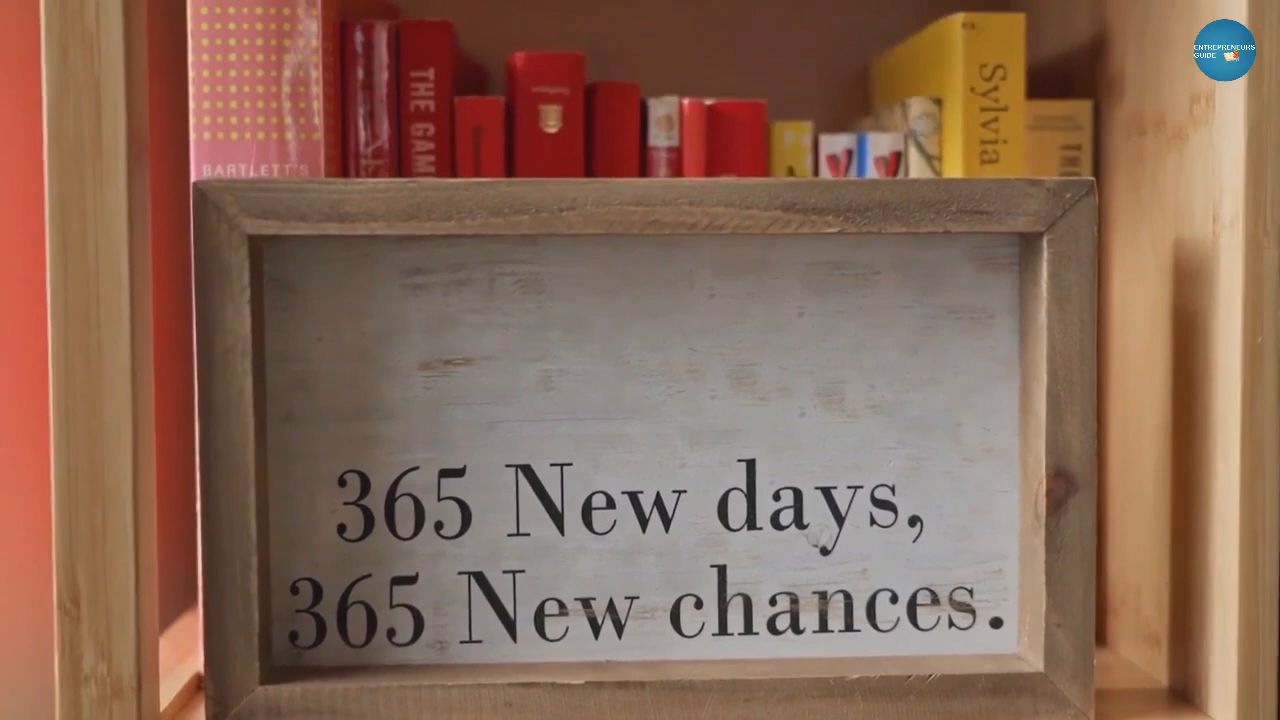 ENTREPRENEURS
GUIDE
THE GAM
Sylvia
BARTLETT'S
365 New days,
365 New chances.